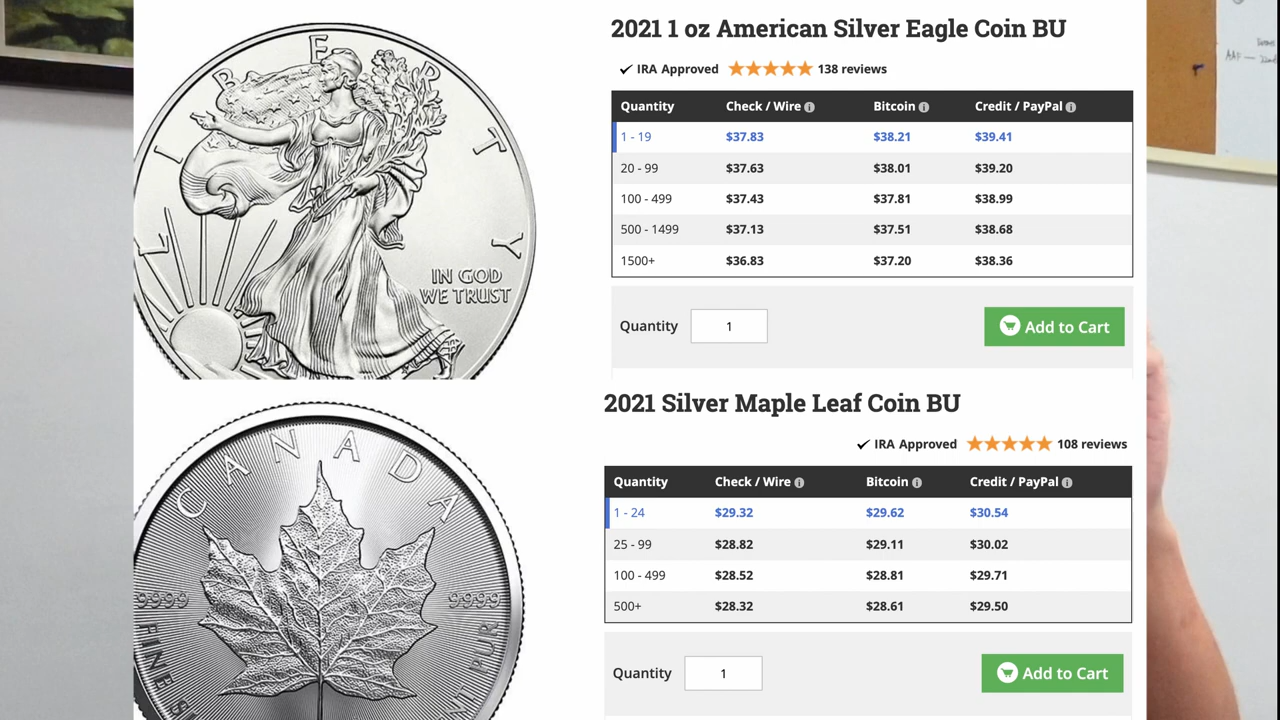 LIBERTY
IN GOD
WE TRUST
2021 1 oz American Silver Eagle Coin BU
IRA Approved 138 reviews
Quantity Check / Wire Bitcoin Credit / PayPal
1 - 19 $37.83 $38.21 $39.41
20 - 99 $37.63 $38.01 $39.20
100 - 499 $37.43 $37.81 $38.99
500 - 1499 $37.13 $37.51 $38.68
1500+ $36.83 $37.20 $38.36
Quantity 1 Add to Cart
CANADA
9999 9999
FINE
2021 Silver Maple Leaf Coin BU
IRA Approved 108 reviews
Quantity Check / Wire Bitcoin Credit / PayPal
1 - 24 $29.32 $29.62 $30.54
25 - 99 $28.82 $29.11 $30.02
100 - 499 $28.52 $28.81 $29.71
500+ $28.32 $28.61 $29.50
Quantity 1 Add to Cart